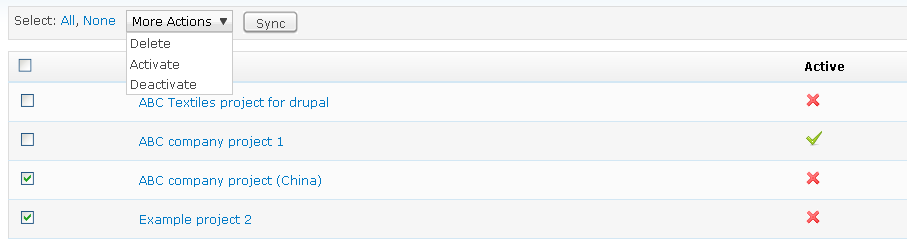 Select: All, None More Actions ▼ Sync
Delete
Activate
Deactivate
Active
ABC Textiles project for drupal
ABC company project 1
ABC company project (China)
Example project 2